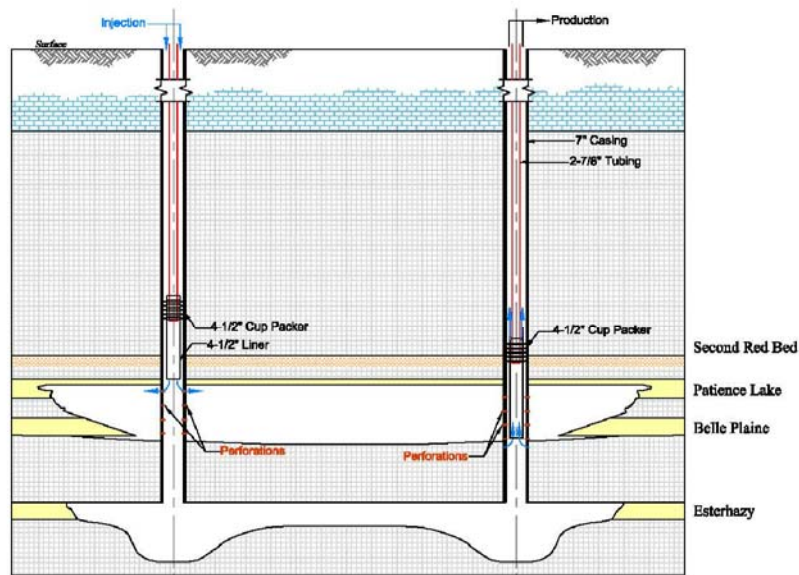 Injection
Production
Surface
7" Casing
2-7/8" Tubing
4-1/2" Cup Packer
4-1/2" Liner
4-1/2" Cup Packer
Second Red Bed
Patience Lake
Belle Plaine
Perforations
Perforations
Esterhazy